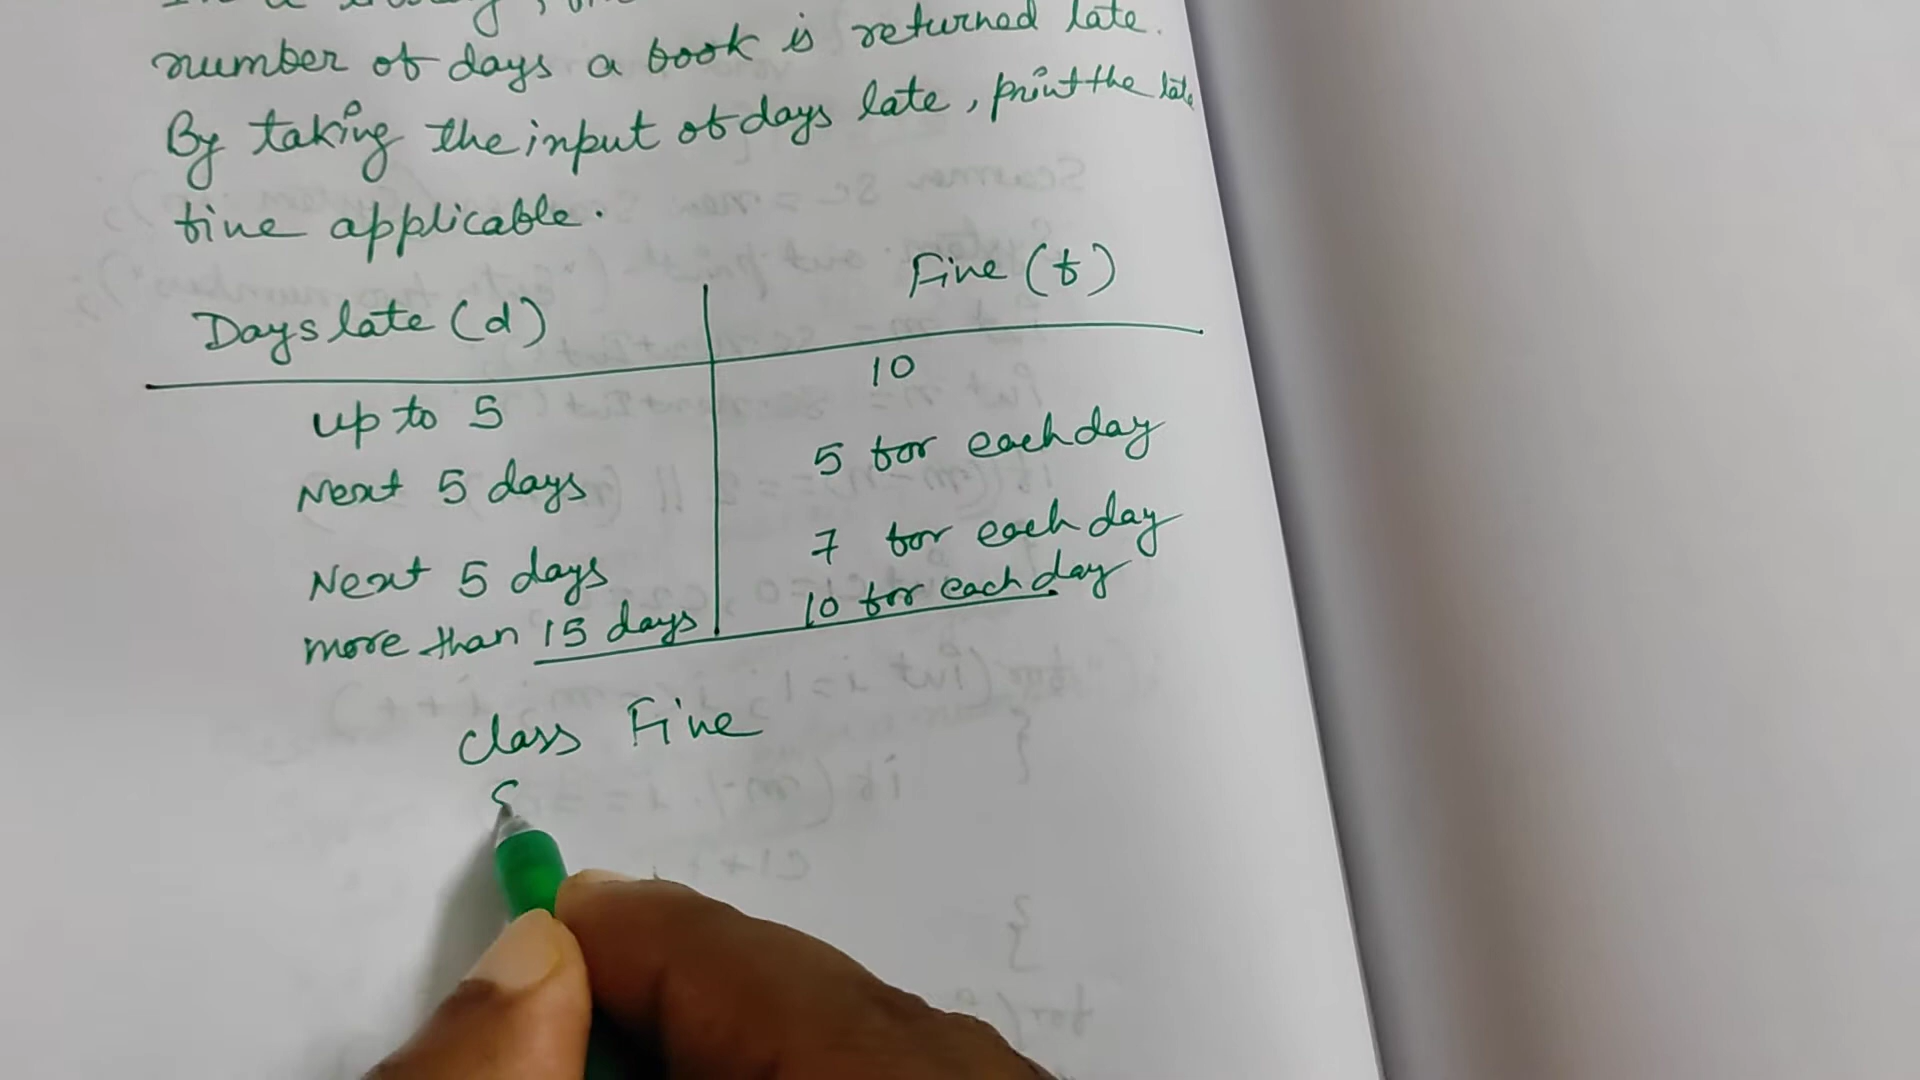 number of days a book is returned late.
By taking the input of days late, print the late
fine applicable.
Days late (d) Fine (f)
up to 5 10
Next 5 days 5 for each day
Next 5 days 7 for each day
more than 15 days 10 for each day
class Fine